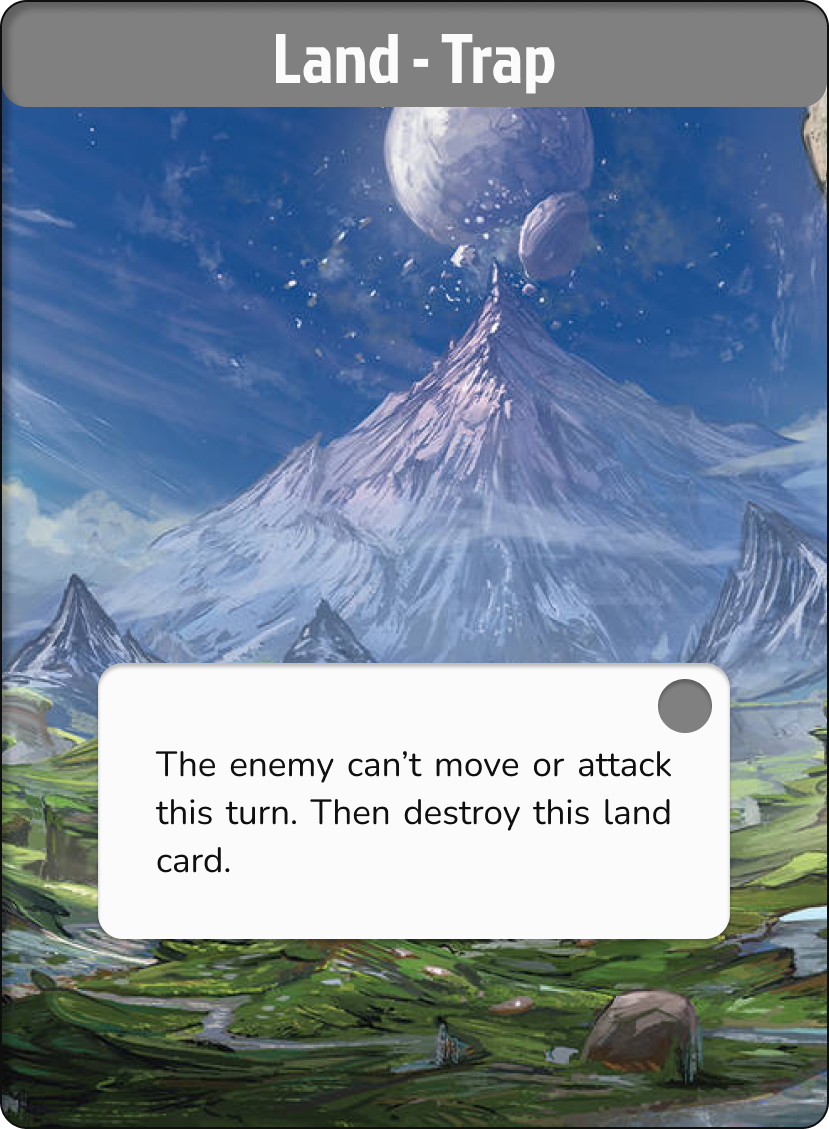 Land - Trap
The enemy can’t move or attack
this turn. Then destroy this land
card.